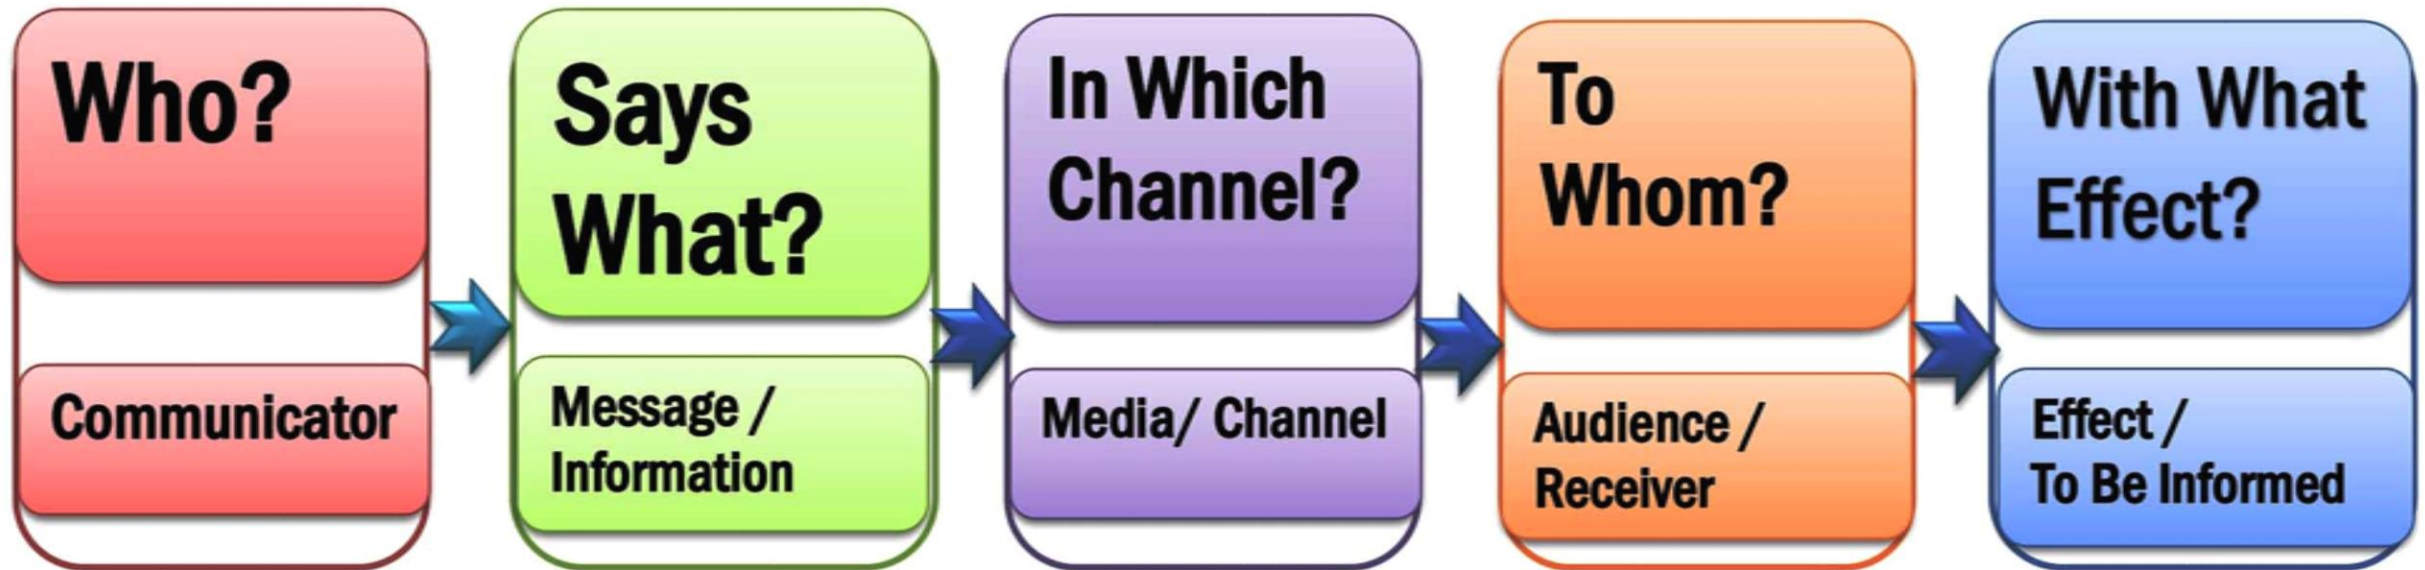 Who?
Communicator
Says
What?
Message /
Information
In Which
Channel?
Media/ Channel
To
Whom?
Audience /
Receiver
With What
Effect?
Effect /
To Be Informed